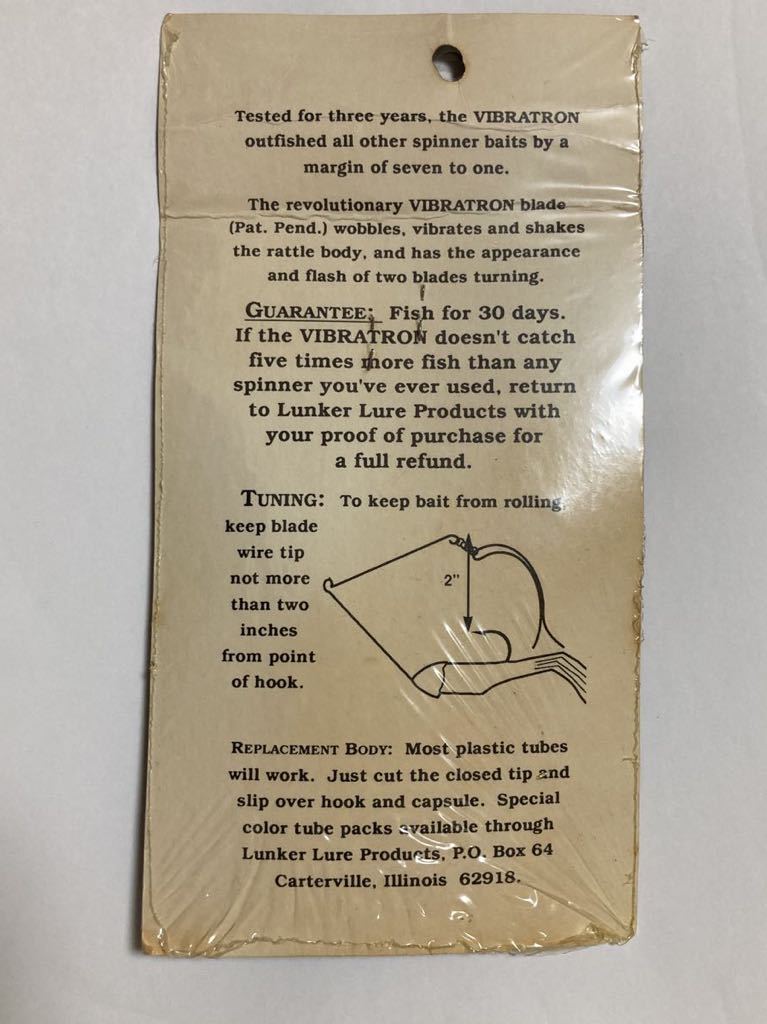 Tested for three years, the VIBRATRON
outfished all other spinner baits by a
margin of seven to one.
The revolutionary VIBRATRON blade
(Pat. Pend.) wobbles, vibrates and shakes
the rattle body, and has the appearance
and flash of two blades turning.
GUARANTEE: Fish for 30 days.
If the VIBRATRON doesn't catch
five times more fish than any
spinner you've ever used, return
to Lunker Lure Products with
your proof of purchase for
a full refund.
TUNING: To keep bait from rolling,
keep blade
wire tip
not more
than two
inches
from point
of hook.
2"
REPLACEMENT BODY: Most plastic tubes
will work. Just cut the closed tip and
slip over hook and capsule. Special
color tube packs available through
Lunker Lure Products, P.O. Box 64
Carterville, Illinois 62918.